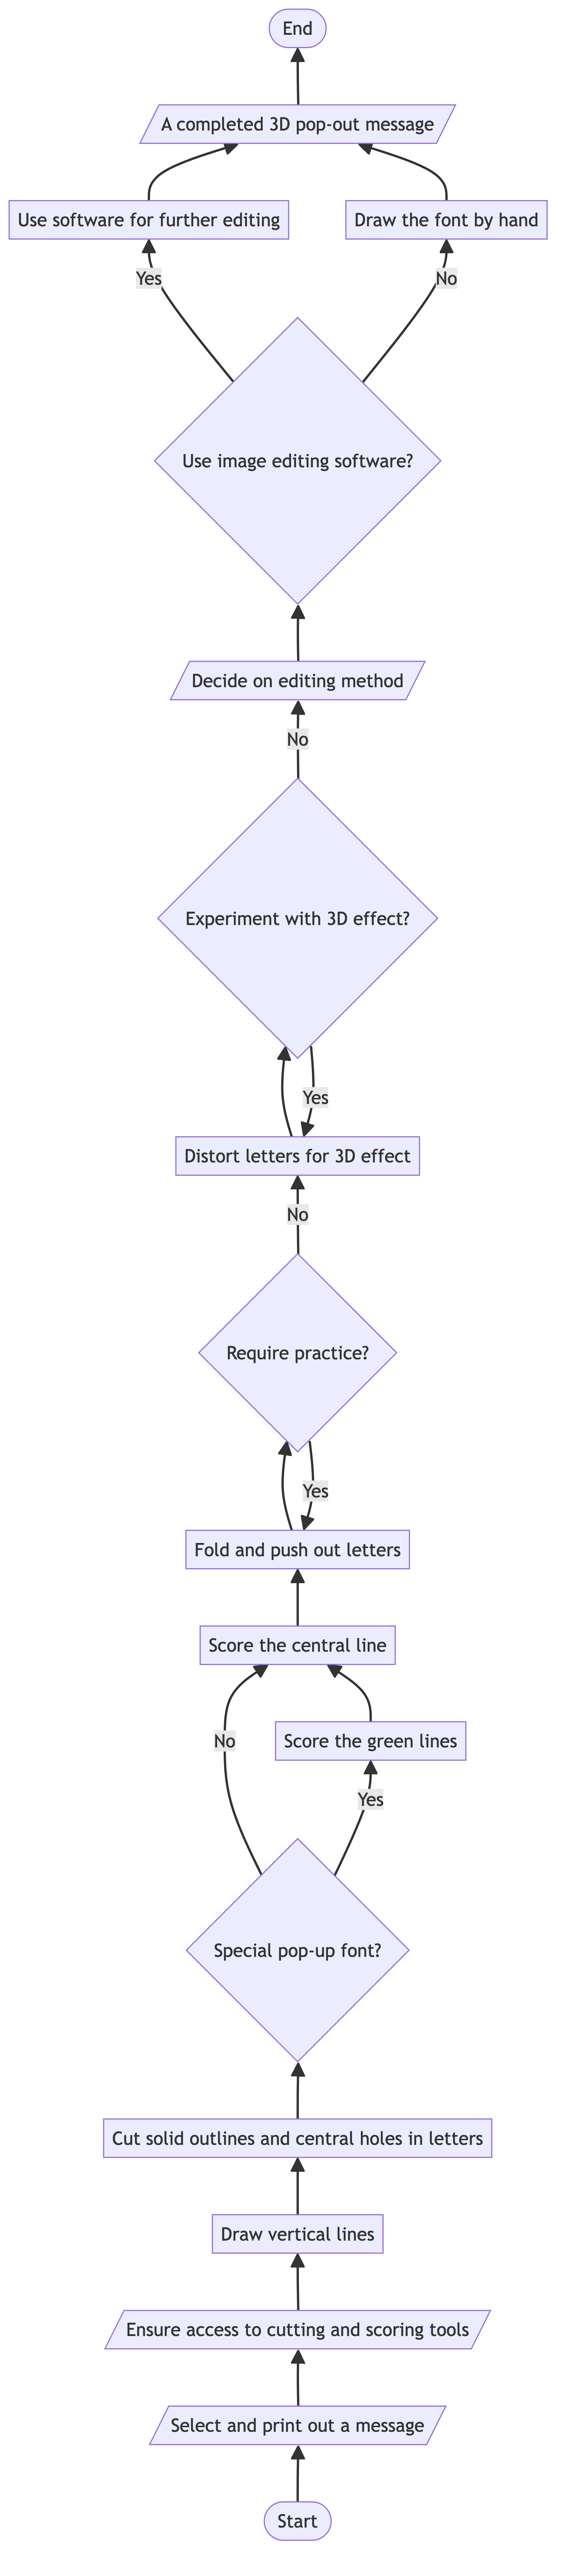 End
A completed 3D pop-out message
Use software for further editing
Draw the font by hand
Yes
No
Use image editing software?
Decide on editing method
No
Experiment with 3D effect?
Yes
Distort letters for 3D effect
No
Require practice?
Yes
Fold and push out letters
Score the central line
No
Score the green lines
Yes
Special pop-up font?
Cut solid outlines and central holes in letters
Draw vertical lines
Ensure access to cutting and scoring tools
Select and print out a message
Start